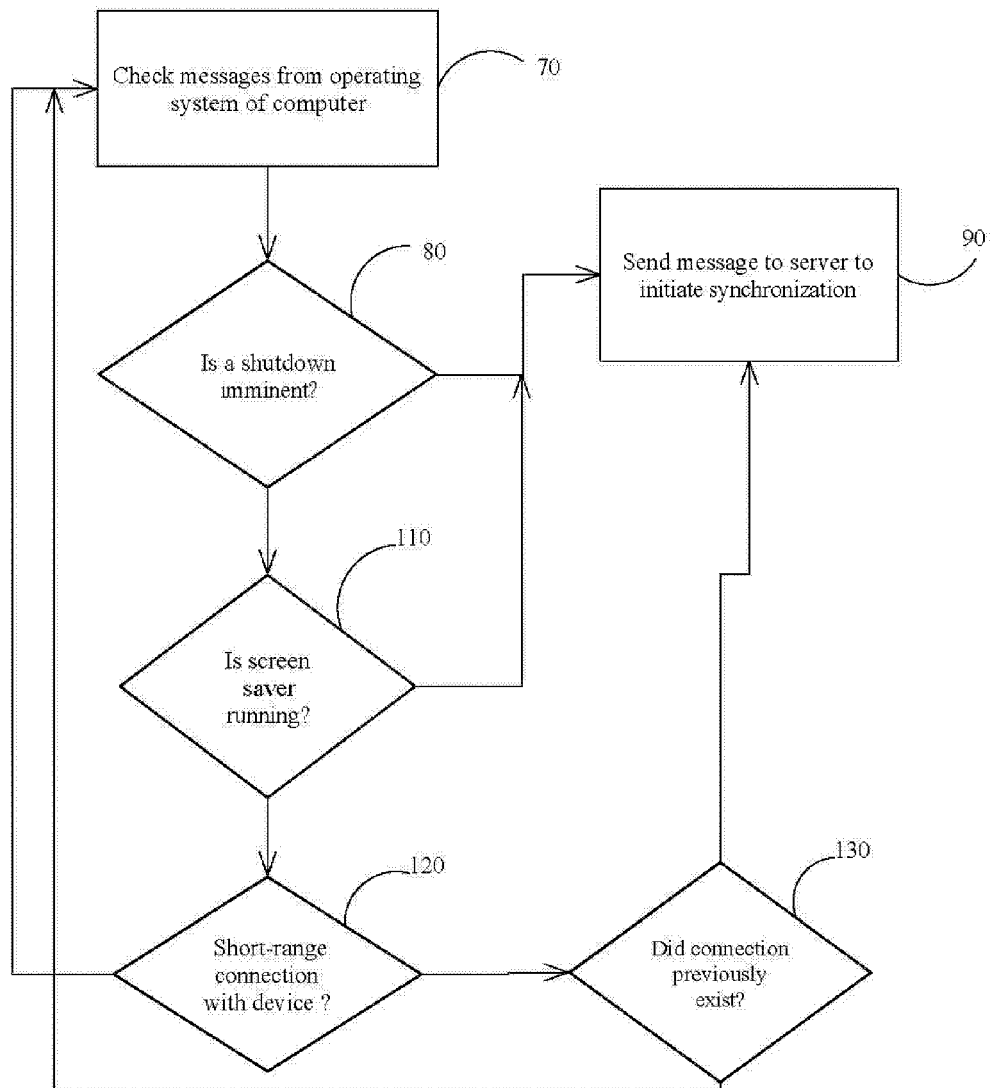 Check messages from operating
system of computer
70
Send message to server to
initiate synchronization
90
80
Is a shutdown
imminent?
110
Is screen
saver
running?
120
Short-range
connection
with device ?
130
Did connection
previously
exist?